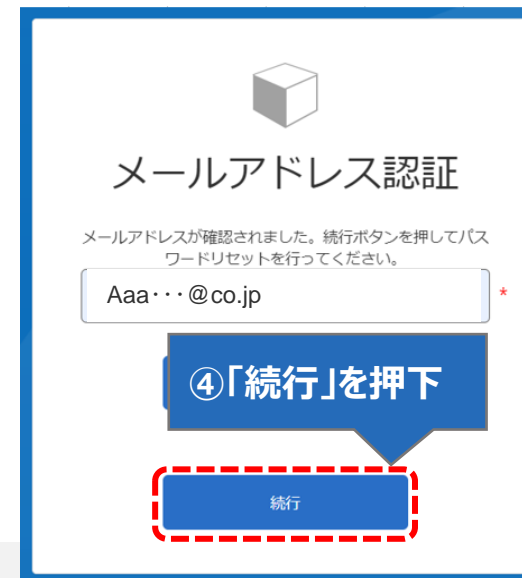 メールアドレス認証
メールアドレスが確認されました。続行ボタンを押してパス
ワードリセットを行ってください。
Aaa・・・@co.jp
*
④「続行」を押下
続行